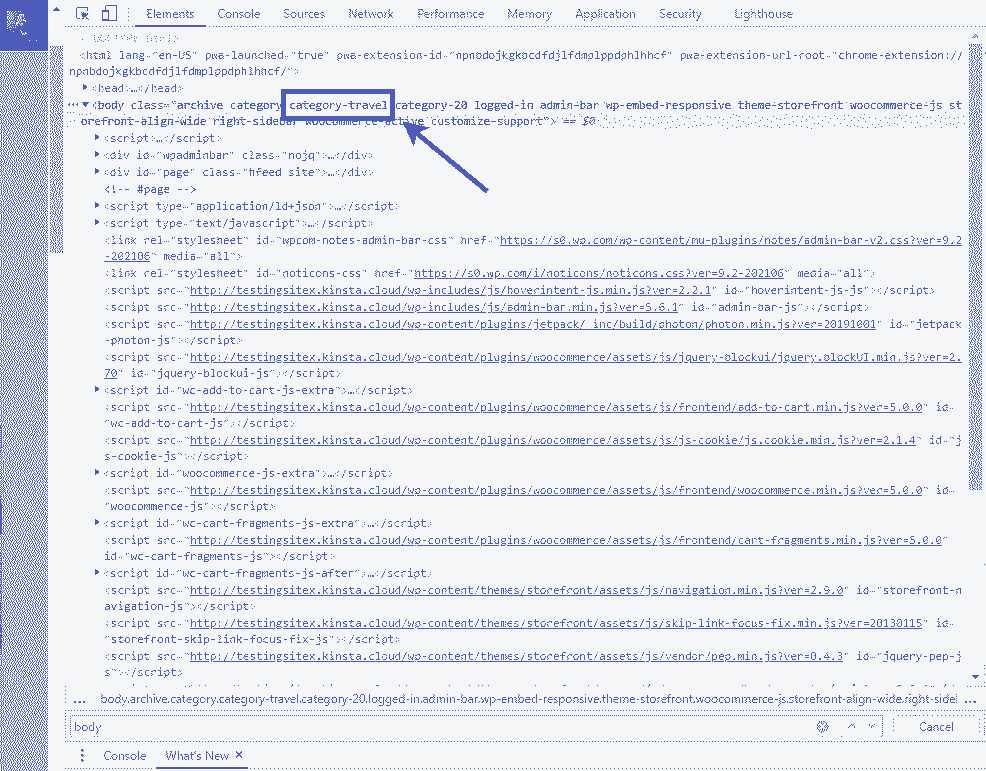 Elements Console Sources Network Performance Memory Application Security Lighthouse
<!DOCTYPE html>
<html lang="en-US" pwa-launched="true" pwa-extension-id="npnbdojkgkbcdfdjlfdmplppdphlhhcf" pwa-extension-url-root="chrome-extension://
npnbdojkgkbcdfdjlfdmplppdphlhhcf/">
<head>…</head>
<body class="archive category category-travel category-20 logged-in admin-bar wp-embed-responsive theme-storefront woocommerce-js st
orefront-align-wide right-sidebar woocommerce-active customize-support"> == $0
<script>…</script>
<div id="wpadminbar" class="nojq">…</div>
<div id="page" class="hfeed site">…</div>
<!-- #page -->
<script type="application/ld+json">…</script>
<script type="text/javascript">…</script>
<link rel="stylesheet" id="wpcom-notes-admin-bar-css" href="https://s0.wp.com/wp-content/mu-plugins/notes/admin-bar-v2.css?ver=9.2
-202106" media="all">
<link rel="stylesheet" id="noticons-css" href="https://s0.wp.com/i/noticons/noticons.css?ver=9.2-202106" media="all">
<script src="http://testingsitex.kinsta.cloud/wp-includes/js/hoverintent-js.min.js?ver=2.2.1" id="hoverintent-js-js"></script>
<script src="http://testingsitex.kinsta.cloud/wp-includes/js/admin-bar.min.js?ver=5.6.1" id="admin-bar-js"></script>
<script src="http://testingsitex.kinsta.cloud/wp-content/plugins/jetpack/_inc/build/photon/photon.min.js?ver=20191001" id="jetpack
-photon-js"></script>
<script src="http://testingsitex.kinsta.cloud/wp-content/plugins/woocommerce/assets/js/jquery-blockui/jquery.blockUI.min.js?ver=2.
70" id="jquery-blockui-js"></script>
<script id="wc-add-to-cart-js-extra">…</script>
<script src="http://testingsitex.kinsta.cloud/wp-content/plugins/woocommerce/assets/js/frontend/add-to-cart.min.js?ver=5.0.0" id=
"wc-add-to-cart-js"></script>
<script src="http://testingsitex.kinsta.cloud/wp-content/plugins/woocommerce/assets/js/js-cookie/js.cookie.min.js?ver=2.1.4" id="j
s-cookie-js"></script>
<script id="woocommerce-js-extra">…</script>
<script src="http://testingsitex.kinsta.cloud/wp-content/plugins/woocommerce/assets/js/frontend/woocommerce.min.js?ver=5.0.0" id=
"woocommerce-js"></script>
<script id="wc-cart-fragments-js-extra">…</script>
<script src="http://testingsitex.kinsta.cloud/wp-content/plugins/woocommerce/assets/js/frontend/cart-fragments.min.js?ver=5.0.0"
id="wc-cart-fragments-js"></script>
<script id="wc-cart-fragments-js-after">…</script>
<script src="http://testingsitex.kinsta.cloud/wp-content/themes/storefront/assets/js/navigation.min.js?ver=2.9.0" id="storefront-n
avigation-js"></script>
<script src="http://testingsitex.kinsta.cloud/wp-content/themes/storefront/assets/js/skip-link-focus-fix.min.js?ver=20130115" id=
"storefront-skip-link-focus-fix-js"></script>
<script src="http://testingsitex.kinsta.cloud/wp-content/themes/storefront/assets/js/vendor/pep.min.js?ver=0.4.3" id="jquery-pep-j
s"></script>
... body.archive.category.category-travel.category-20.logged-in.admin-bar.wp-embed-responsive.theme-storefront.woocommerce-js.storefront-align-wide.right-sidel ...
body Cancel
Console What's New ×